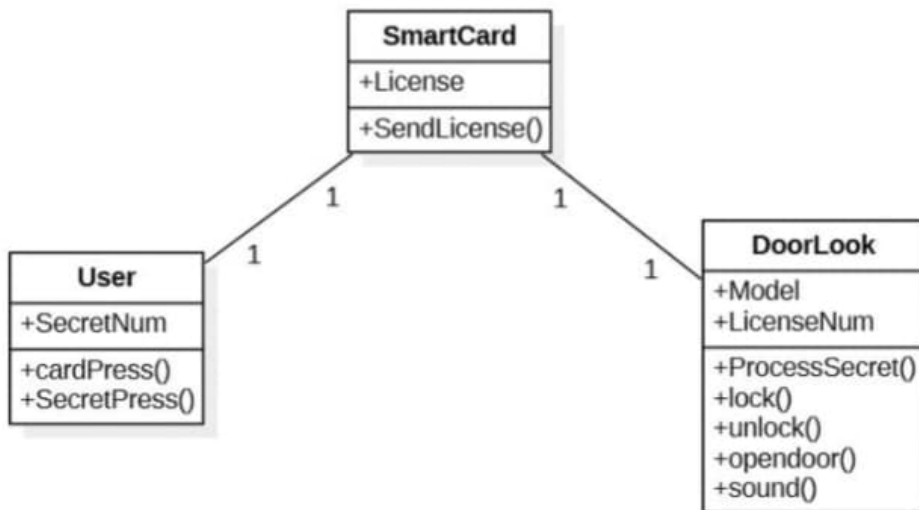 SmartCard
+License
+SendLicense()
1
1
1
1
User
+SecretNum
+cardPress()
+SecretPress()
DoorLook
+Model
+LicenseNum
+ProcessSecret()
+lock()
+unlock()
+opendoor()
+sound()